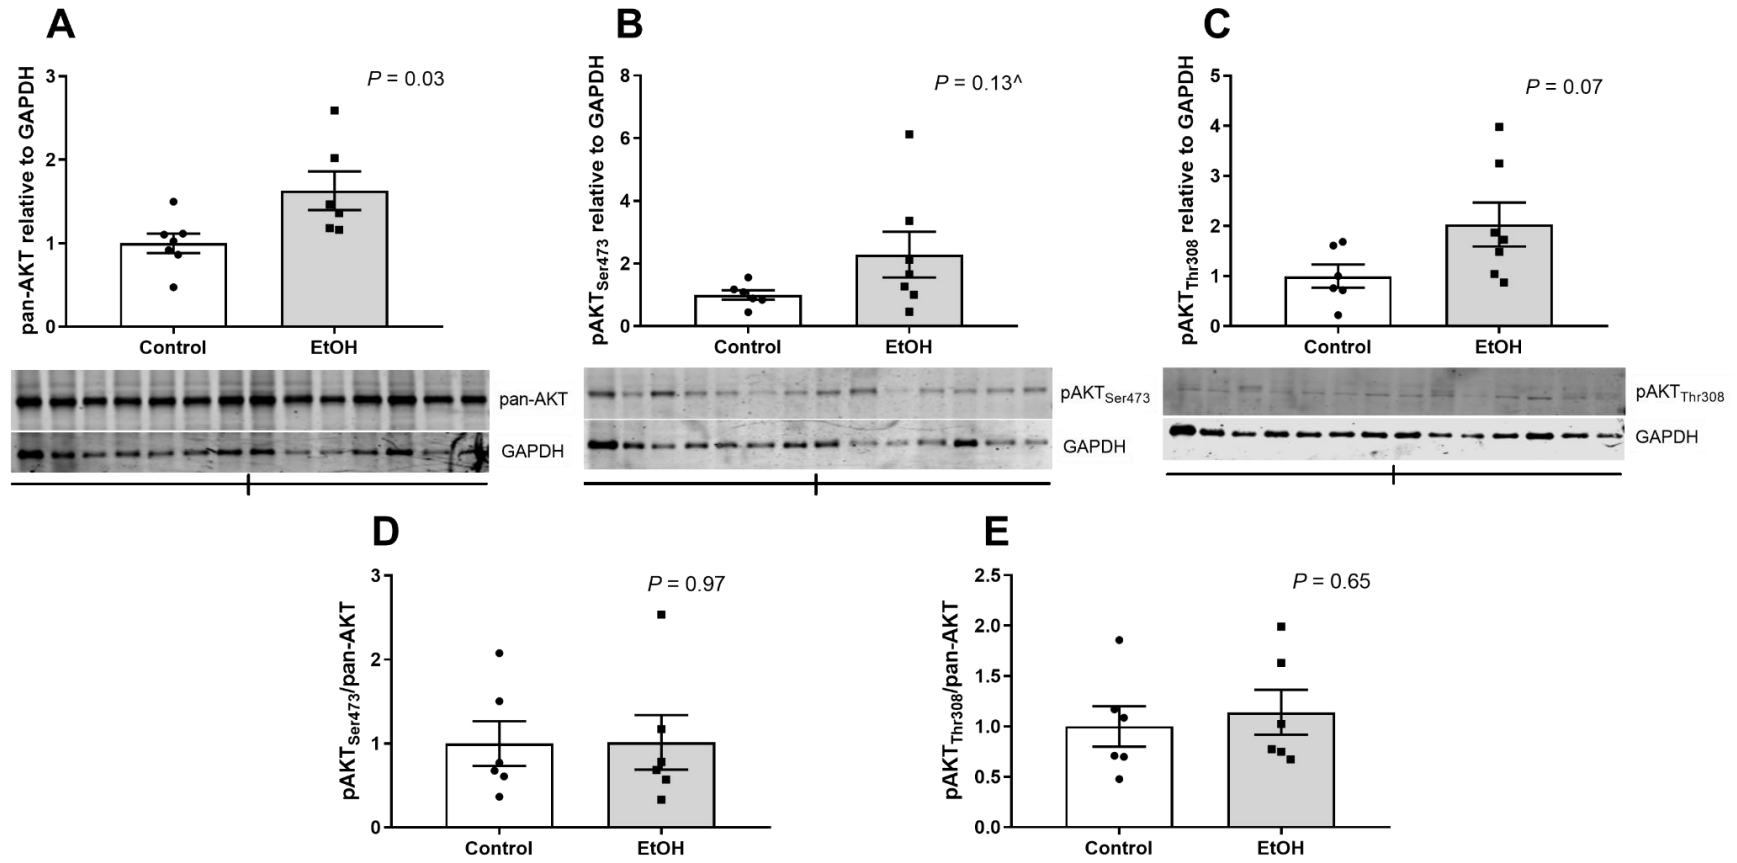 A
pan-AKT relative to GAPDH
3
2
1
0
P = 0.03
Control
EtOH
pan-AKT
GAPDH
B
pAKTSer473 relative to GAPDH
8
6
4
2
0
P = 0.13^
Control
EtOH
pAKTSer473
GAPDH
C
pAKTThr308 relative to GAPDH
5
4
3
2
1
0
P = 0.07
Control
EtOH
pAKTThr308
GAPDH
D
pAKTSer473/pan-AKT
3
2
1
0
P = 0.97
Control
EtOH
E
pAKTThr308/pan-AKT
2.5
2.0
1.5
1.0
0.5
0.0
P = 0.65
Control
EtOH